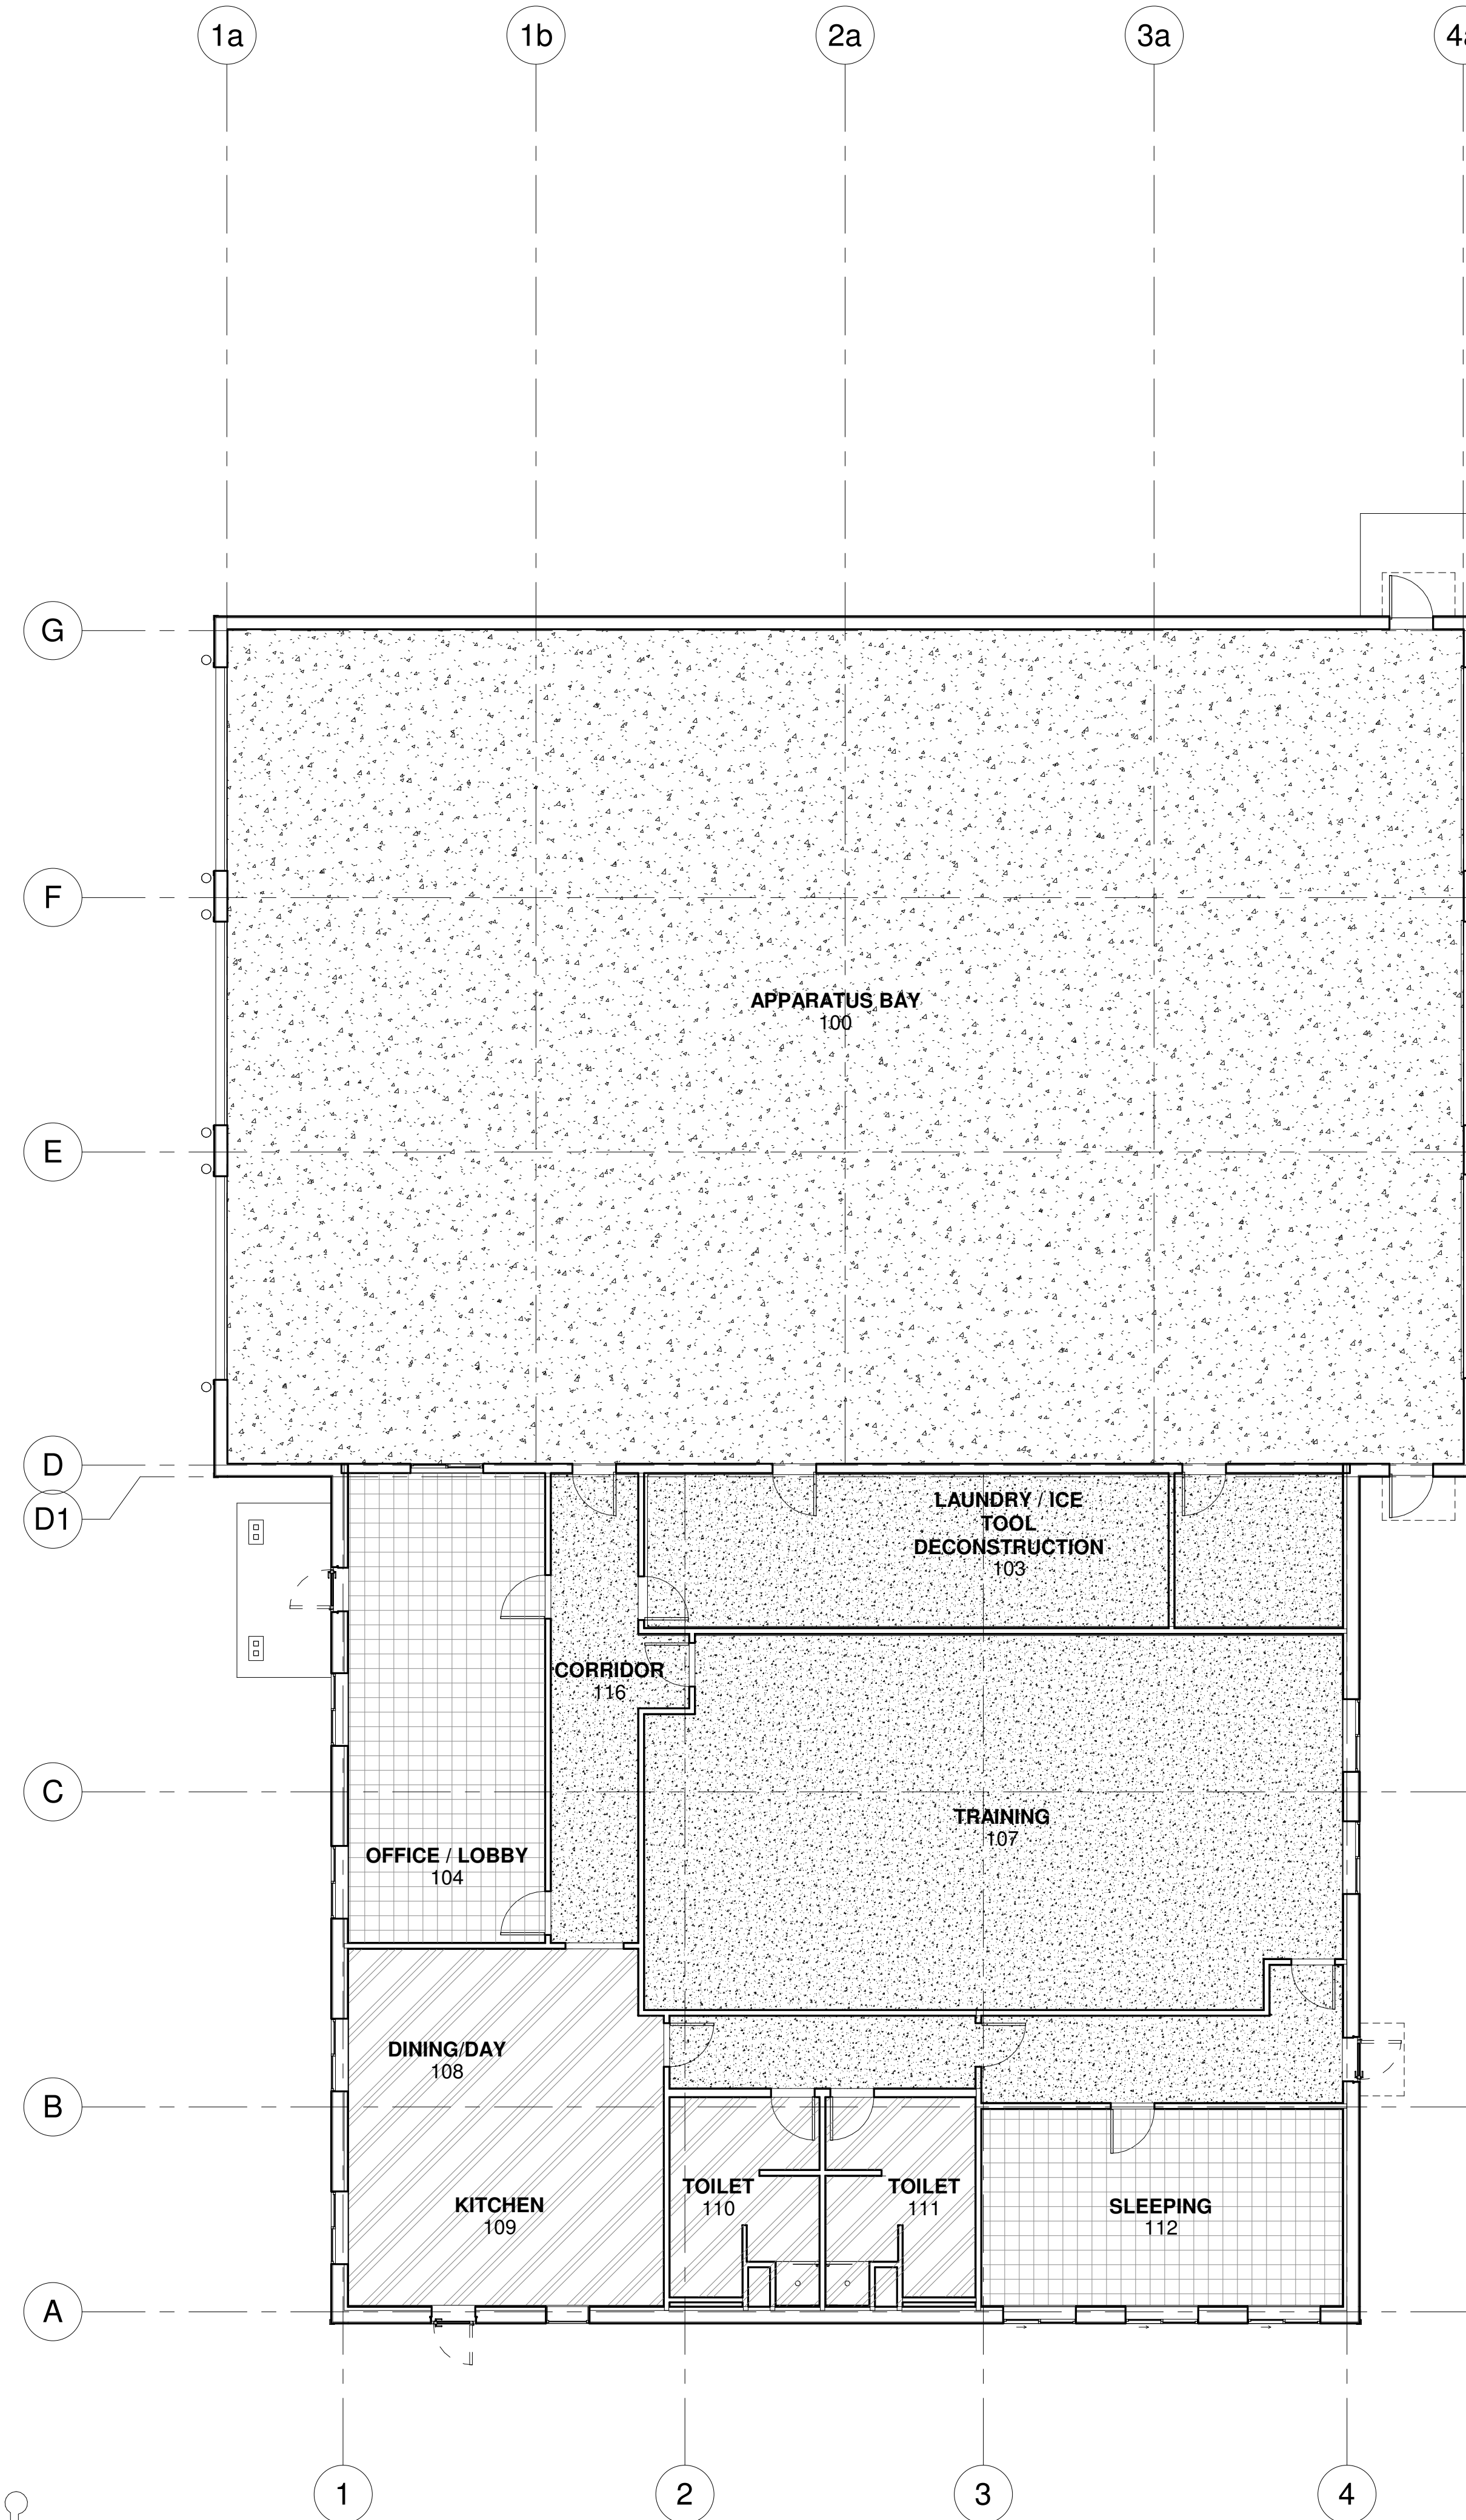 1a
1b
2a
3a
G
F
APPARATUS BAY
100
E
D
D1
LAUNDRY / ICE
TOOL
DECONSTRUCTION
103
CORRIDOR
116
C
TRAINING
107
OFFICE / LOBBY
104
DINING/DAY
108
B
TOILET
110
TOILET
111
KITCHEN
109
SLEEPING
112
A
1
2
3
4